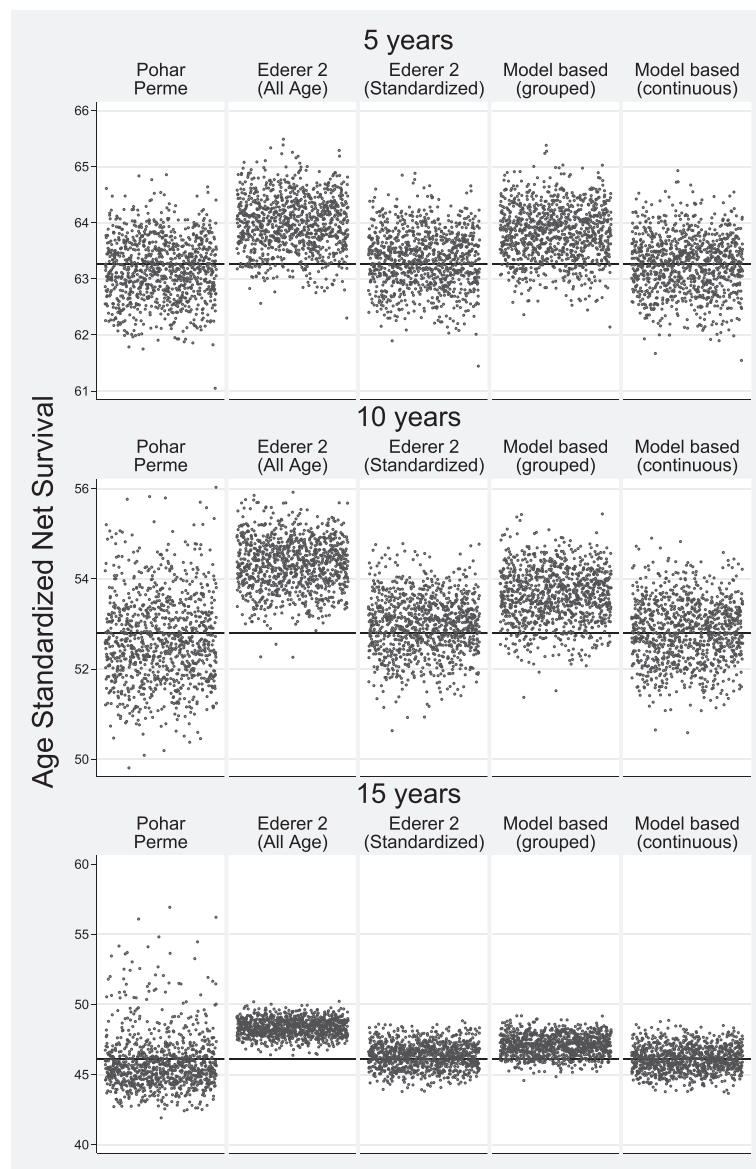 5 years
Pohar
Perme
Ederer 2
(All Age)
Ederer 2
(Standardized)
Model based
(grouped)
Model based
(continuous)
66
65
64
63
62
61
Age Standardized Net Survival
10 years
Pohar
Perme
Ederer 2
(All Age)
Ederer 2
(Standardized)
Model based
(grouped)
Model based
(continuous)
56
54
52
50
15 years
Pohar
Perme
Ederer 2
(All Age)
Ederer 2
(Standardized)
Model based
(grouped)
Model based
(continuous)
60
55
50
45
40